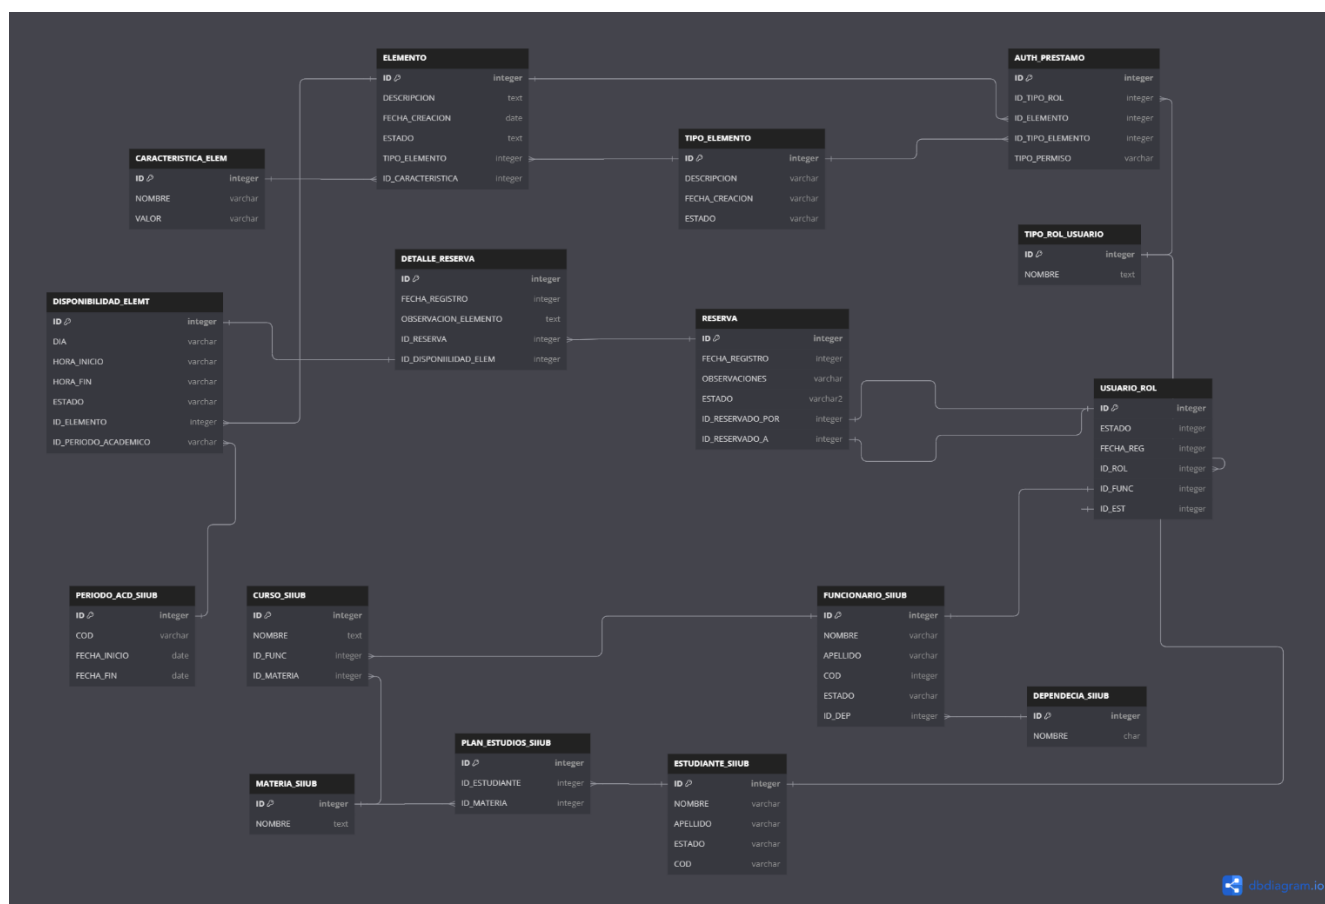 ELEMENTO
ID integer
DESCRIPCION text
FECHA_CREACION date
ESTADO text
TIPO_ELEMENTO integer
ID_CARACTERISTICA integer
AUTH_PRESTAMO
ID integer
ID_TIPO_ROL integer
ID_ELEMENTO integer
ID_TIPO_ELEMENTO integer
TIPO_PERMISO varchar
TIPO_ELEMENTO
ID integer
DESCRIPCION varchar
FECHA_CREACION varchar
ESTADO varchar
CARACTERISTICA_ELEM
ID integer
NOMBRE varchar
VALOR varchar
TIPO_ROL_USUARIO
ID integer
NOMBRE text
DETALLE_RESERVA
ID integer
FECHA_REGISTRO integer
OBSERVACION_ELEMENTO text
ID_RESERVA integer
ID_DISPONIILIDAD_ELEM integer
DISPONIBILIDAD_ELEMT
ID integer
DIA varchar
HORA_INICIO varchar
HORA_FIN varchar
ESTADO varchar
ID_ELEMENTO integer
ID_PERIODO_ACADEMICO varchar
RESERVA
ID integer
FECHA_REGISTRO integer
OBSERVACIONES varchar
ESTADO varchar2
ID_RESERVADO_POR integer
ID_RESERVADO_A integer
USUARIO_ROL
ID integer
ESTADO integer
FECHA_REG integer
ID_ROL integer
ID_FUNC integer
ID_EST integer
PERIODO_ACD_SIIUB
ID integer
COD varchar
FECHA_INICIO date
FECHA_FIN date
CURSO_SIIUB
ID integer
NOMBRE text
ID_FUNC integer
ID_MATERIA integer
FUNCIONARIO_SIIUB
ID integer
NOMBRE varchar
APELLIDO varchar
COD integer
ESTADO varchar
ID_DEP integer
DEPENDECIA_SIIUB
ID integer
NOMBRE char
PLAN_ESTUDIOS_SIIUB
ID integer
ID_ESTUDIANTE integer
ID_MATERIA integer
ESTUDIANTE_SIIUB
ID integer
NOMBRE varchar
APELLIDO varchar
ESTADO varchar
COD varchar
MATERIA_SIIUB
ID integer
NOMBRE text
dbdiagram.io